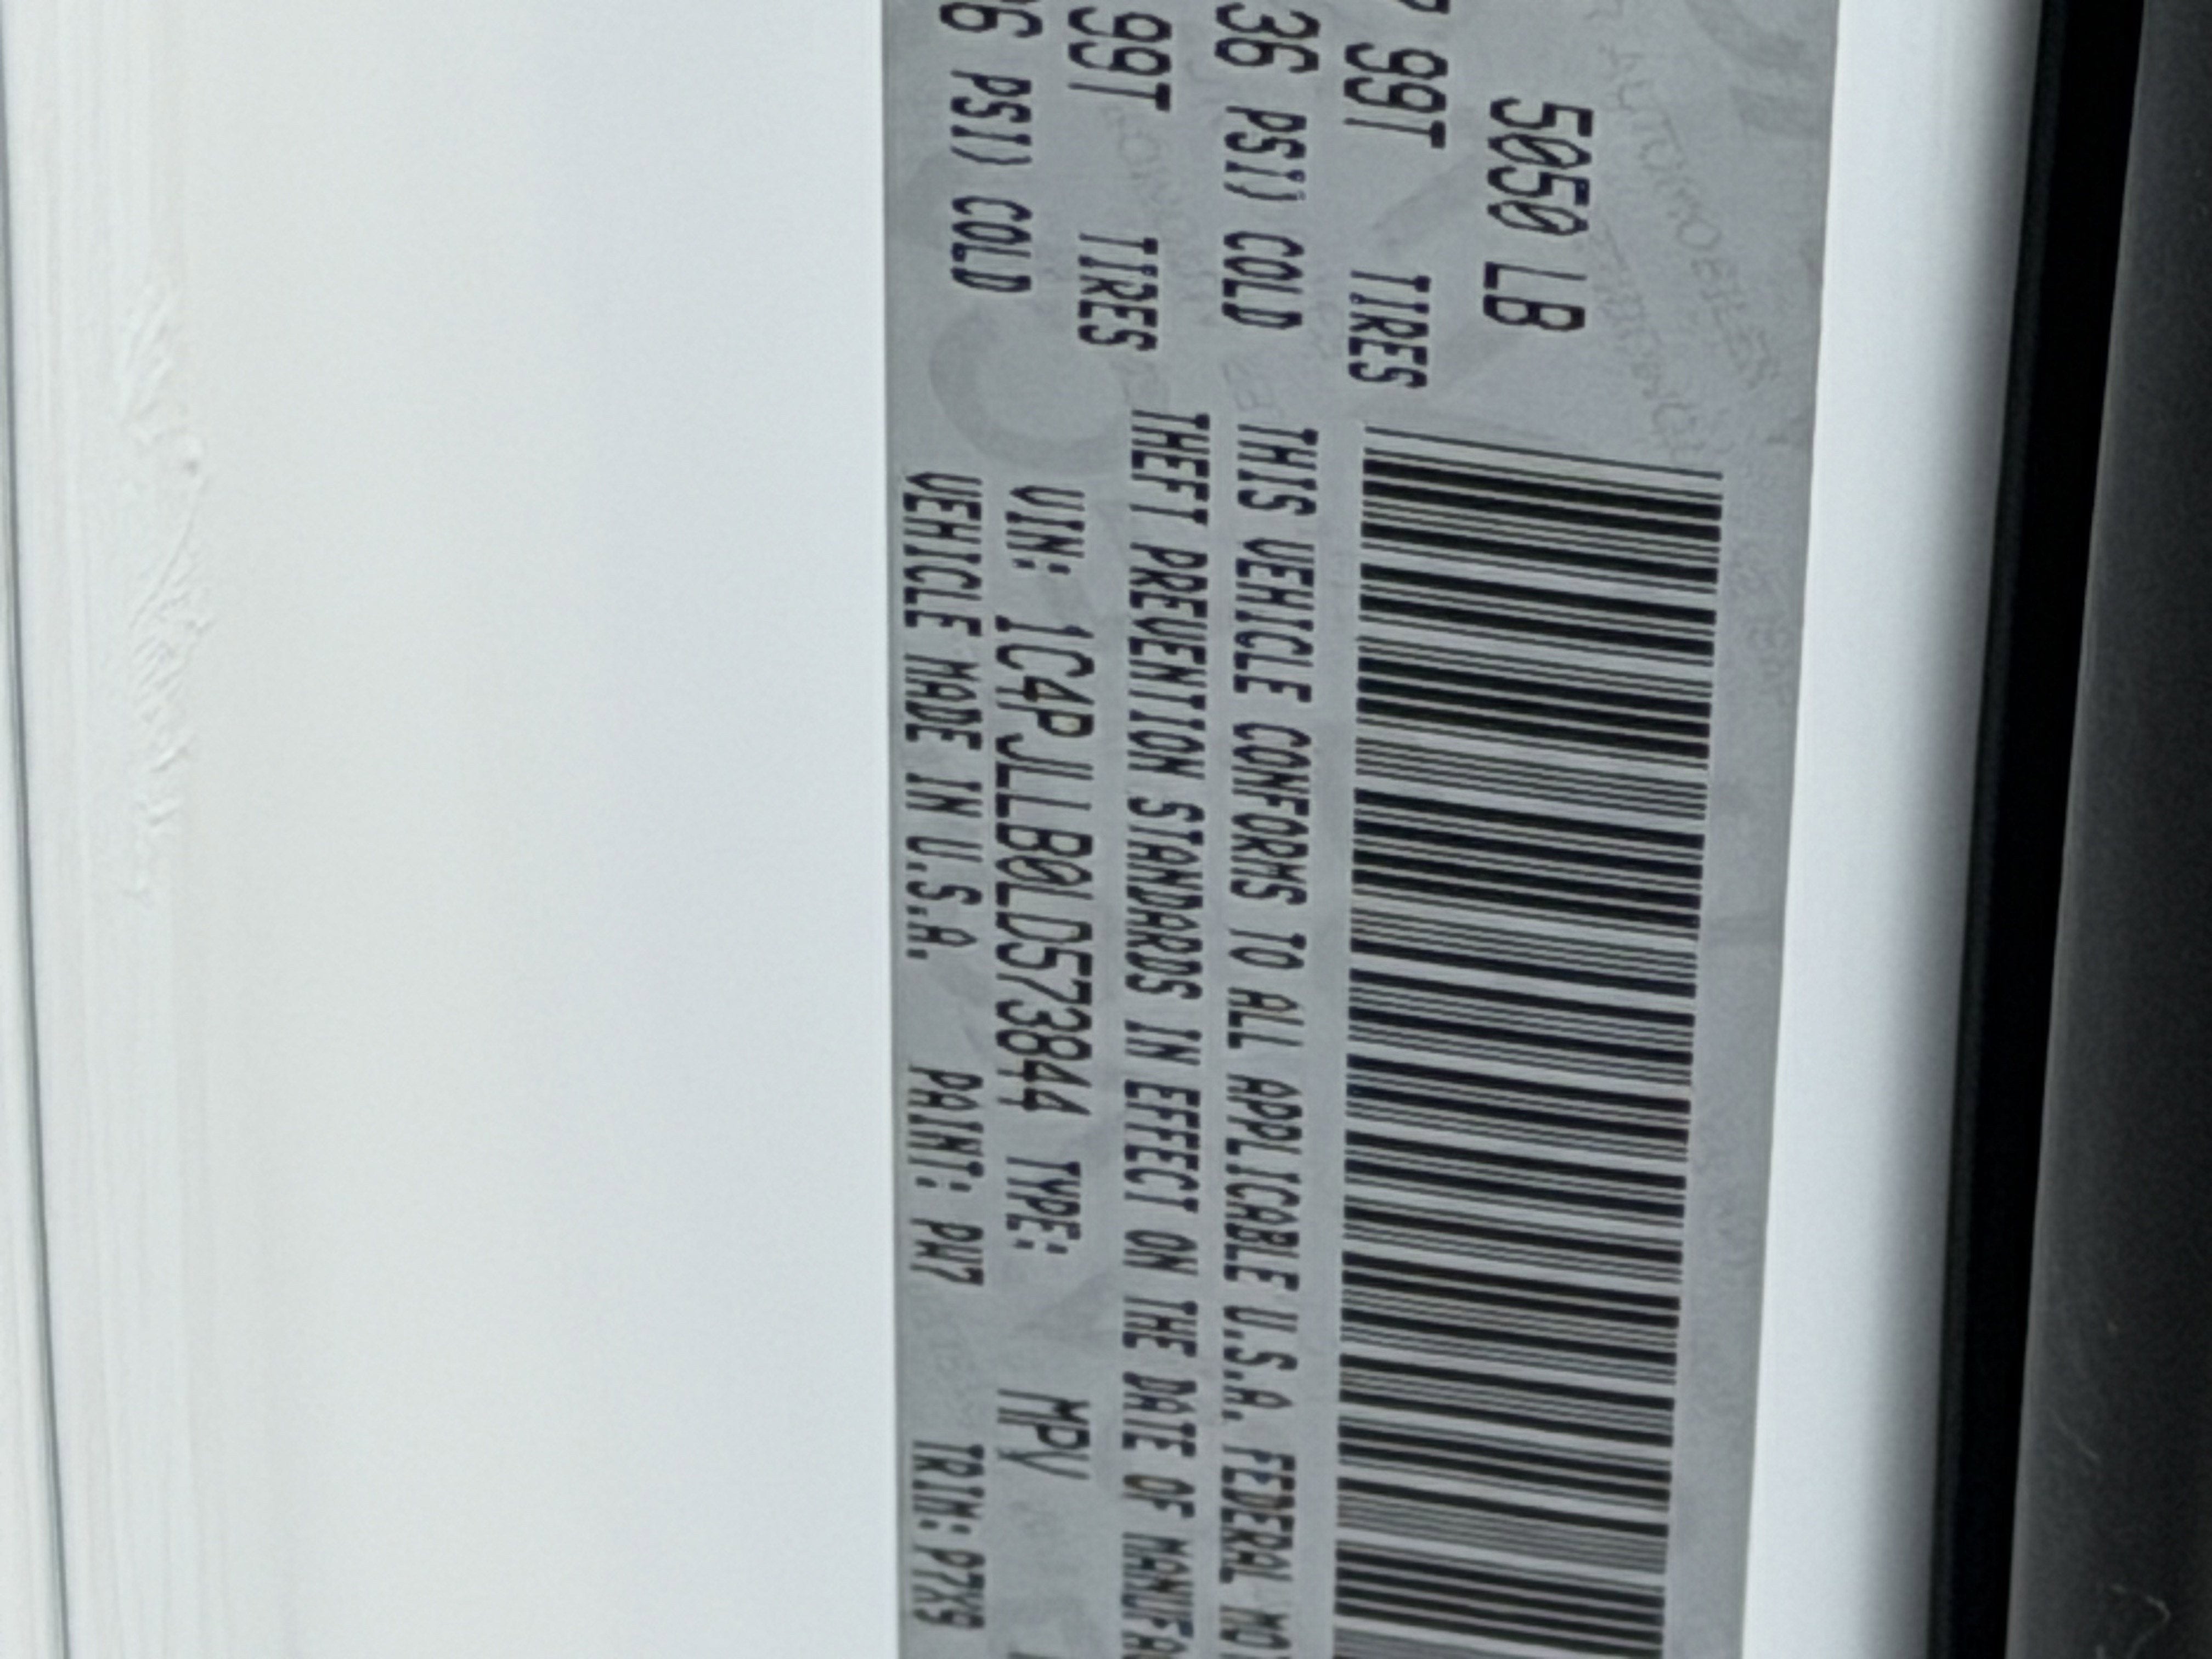 5050 LB
99T TIRES
36 PSI) COLD
99T TIRES
36 PSI) COLD
THIS VEHICLE CONFORMS TO ALL APPLICABLE U.S.A. FEDERAL
THEFT PREVENTION STANDARDS IN EFFECT ON THE DATE OF
VIN: 1C4PJLLB0LD573844 TYPE: MPV
VEHICLE MADE IN U.S.A. PAINT: PW7 TRIM: P7X9